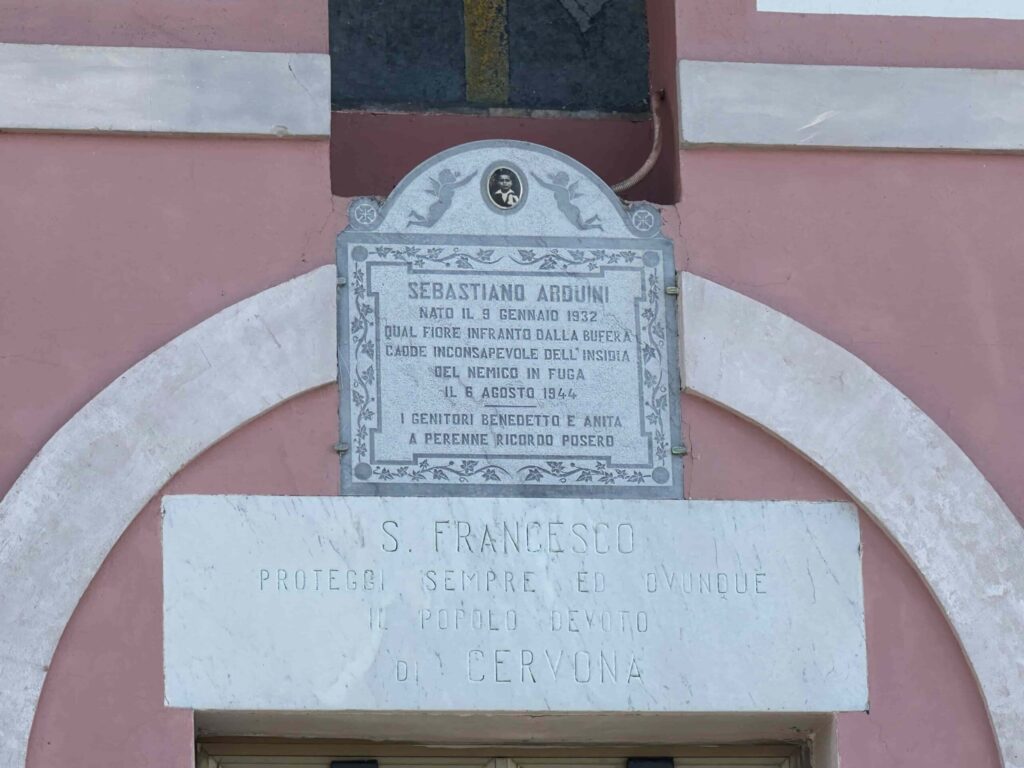 SEBASTIANO ARDUINI
NATO IL 9 GENNAIO 1932
QUAL FIORE INFRANTO DALLA BUFERA
CADDE INCONSAPEVOLE DELL'INSIDIA
DEL NEMICO IN FUGA
IL 6 AGOSTO 1944
I GENITORI BENEDETTO E ANITA
A PERENNE RICORDO POSERO
S. FRANCESCO
PROTEGGI SEMPRE ED OVUNQUE
IL POPOLO DEVOTO
DI CERVONA